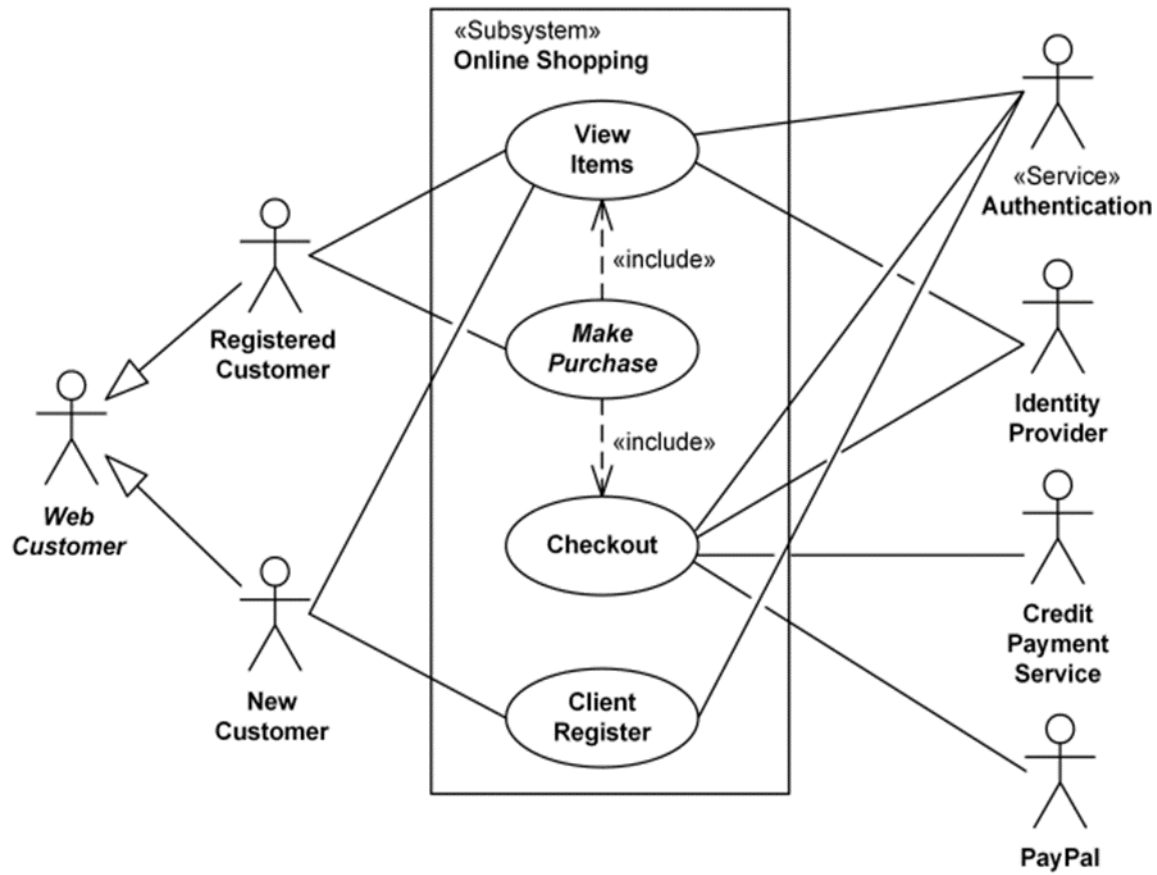 «Subsystem»
Online Shopping
View
Items
«include»
Make
Purchase
«include»
Checkout
Client
Register
Registered
Customer
Web
Customer
New
Customer
«Service»
Authentication
Identity
Provider
Credit
Payment
Service
PayPal